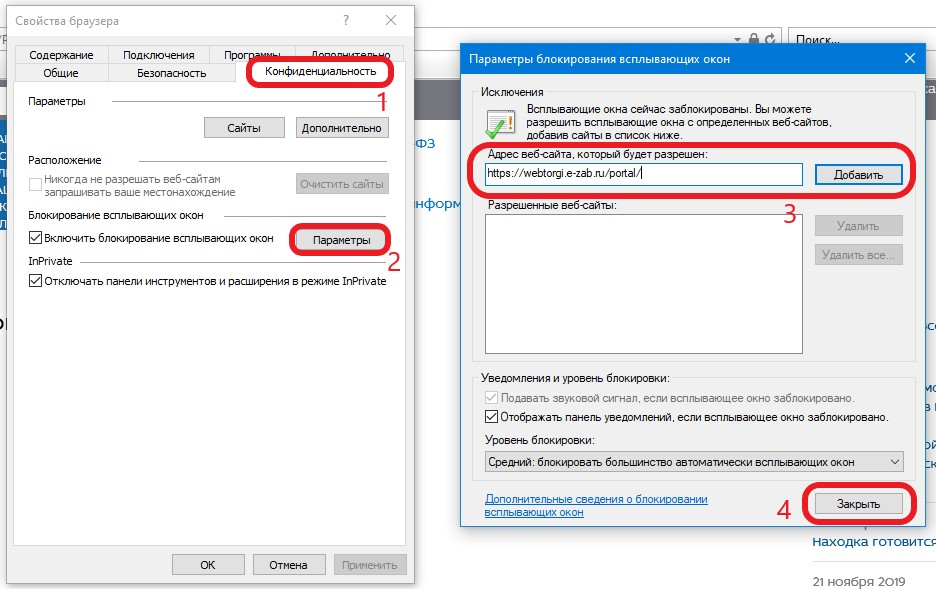 Свойства браузера
?
Содержание
Подключения
Программы
Дополнительно
Общие
Безопасность
Конфиденциальность
1
Параметры
Сайты
Дополнительно
Расположение
Никогда не разрешать веб-сайтам
запрашивать ваше местонахождение
Очистить сайты
Блокирование всплывающих окон
Включить блокирование всплывающих окон
Параметры
2
InPrivate
Отключать панели инструментов и расширения в режиме InPrivate
ОК
Отмена
Применить
Поиск...
ФЗ
информ
Параметры блокирования всплывающих окон
Исключения
Всплывающие окна сейчас заблокированы. Вы можете
разрешить всплывающие окна с определенных веб-сайтов,
добавив сайты в список ниже.
Адрес веб-сайта, который будет разрешен:
https://webtorgi.e-zab.ru/portal/
Добавить
3
Разрешенные веб-сайты:
Удалить
Удалить все...
Уведомления и уровень блокировки:
Подавать звуковой сигнал, если всплывающее окно заблокировано.
Отображать панель уведомлений, если всплывающее окно заблокировано.
Уровень блокировки:
Средний: блокировать большинство автоматически всплывающих окон
Дополнительные сведения о блокировании
всплывающих окон
4
Закрыть
Находка готовится
21 ноября 2019